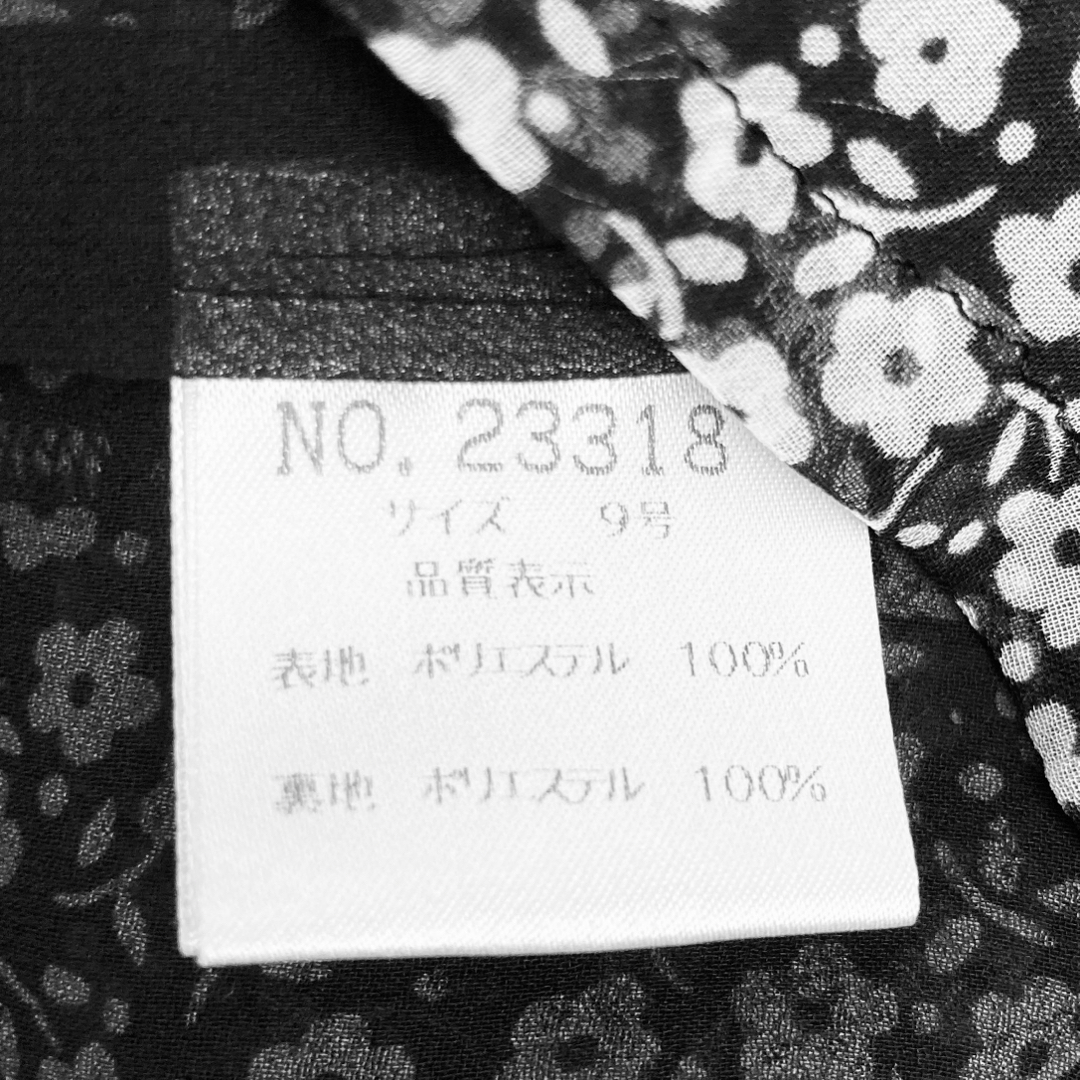 NO. 23318
サイズ 9号
品質表示
表地 ポリエステル 100%
裏地 ポリエステル 100%